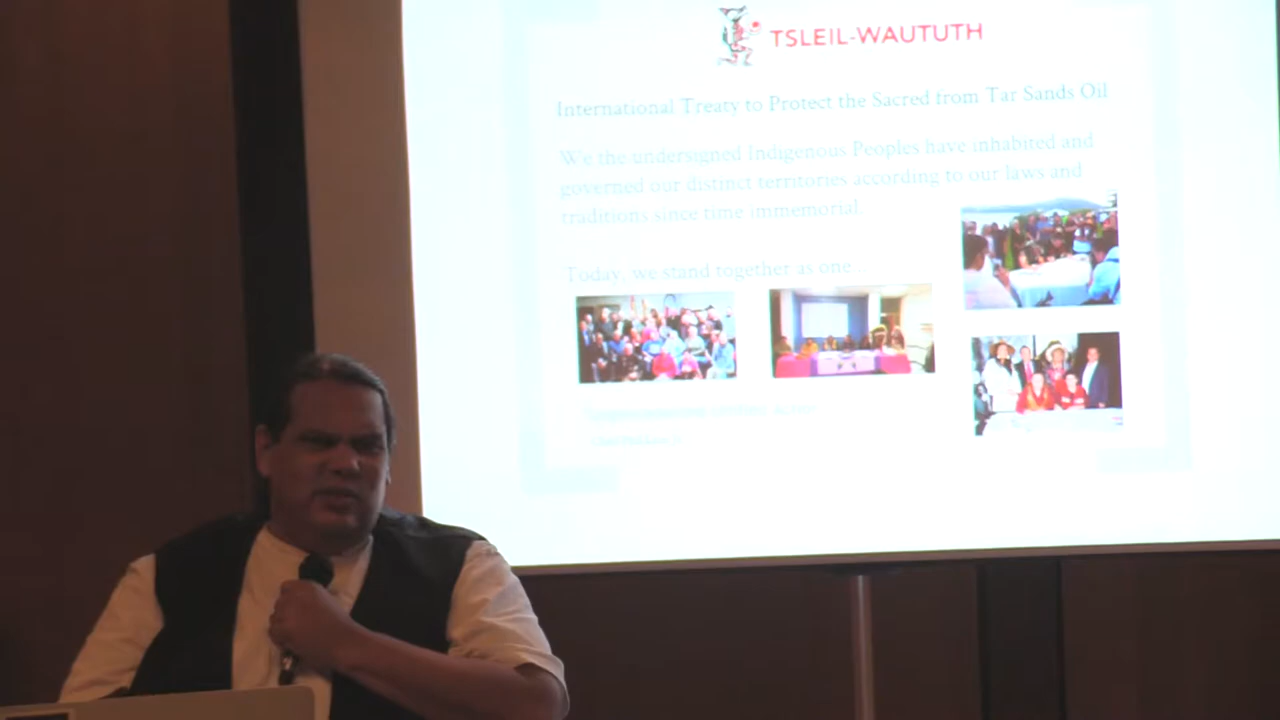 TSLEIL-WAUTUTH
International Treaty to Protect the Sacred from Tar Sands Oil
We the undersigned Indigenous Peoples have inhabited and
governed our distinct territories according to our laws and
traditions since time immemorial.
Today, we stand together as one...